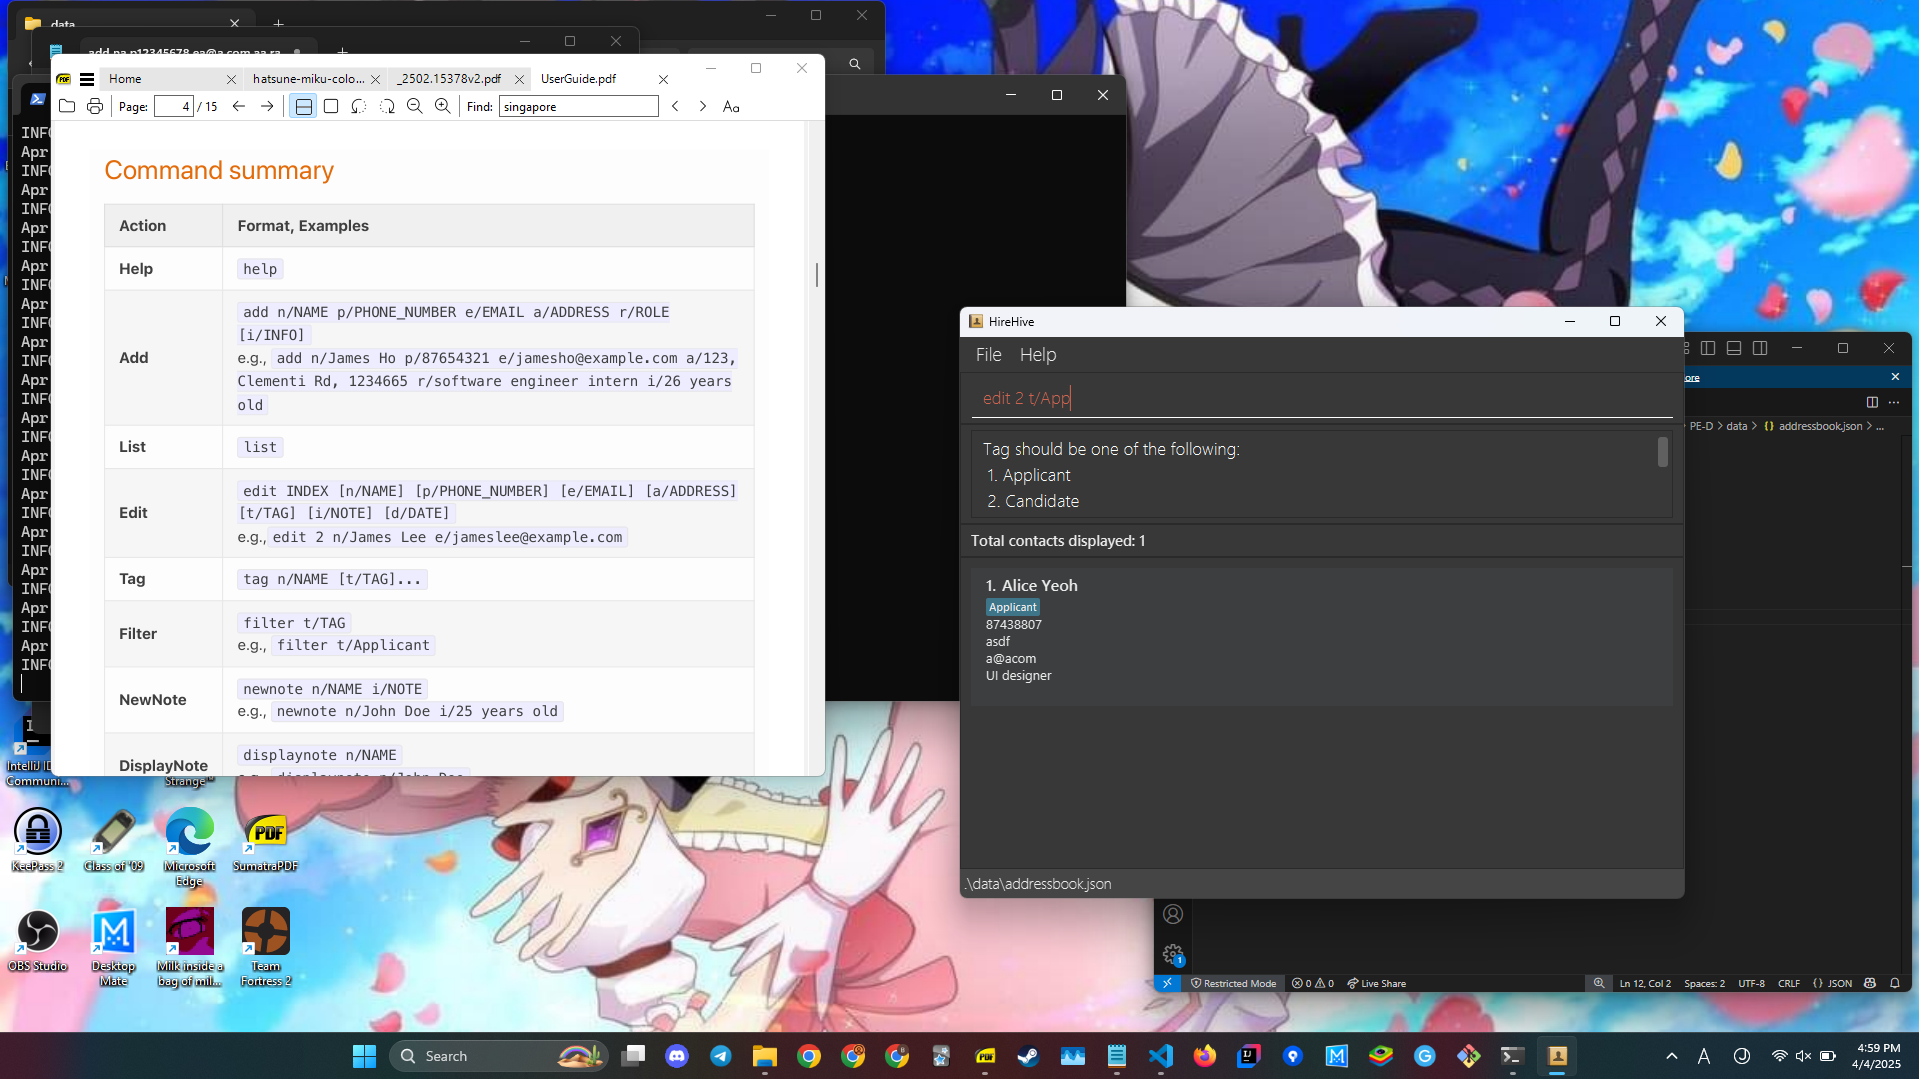 data
add na p12345678 ea@a.com aa ra
Home
hatsune-miku-colo...
_2502.15378v2.pdf
UserGuide.pdf
Page: 4 / 15
Find: singapore
Command summary
Action Format, Examples
Help help
Add
add n/NAME p/PHONE_NUMBER e/EMAIL a/ADDRESS r/ROLE
[i/INFO]
e.g., add n/James Ho p/87654321 e/jamesho@example.com a/123,
Clementi Rd, 1234665 r/software engineer intern i/26 years
old
List list
Edit
edit INDEX [n/NAME] [p/PHONE_NUMBER] [e/EMAIL] [a/ADDRESS]
[t/TAG] [i/NOTE] [d/DATE]
e.g., edit 2 n/James Lee e/jameslee@example.com
Tag tag n/NAME [t/TAG]...
Filter
filter t/TAG
e.g., filter t/Applicant
NewNote
newnote n/NAME i/NOTE
e.g., newnote n/John Doe i/25 years old
DisplayNote
displaynote n/NAME
e.g., displaynote n/John Doe
INFO
Apr
INFO
Apr
INFO
Apr
INFO
Apr
INFO
Apr
INFO
Apr
INFO
Apr
INFO
Apr
INFO
Apr
INFO
Apr
INFO
Apr
INFO
Apr
INFO
Apr
INFO
Apr
INFO
HireHive
File Help
edit 2 t/App
Tag should be one of the following:
1. Applicant
2. Candidate
Total contacts displayed: 1
1. Alice Yeoh
Applicant
87438807
asdf
a@acom
UI designer
.\data\addressbook.json
ore
PE-D > data > {} addressbook.json > ...
Restricted Mode 0 0 Live Share
Ln 12, Col 2 Spaces: 2 UTF-8 CRLF {} JSON
IntelliJ ID...
Communi...
Strange™
KeePass 2
Class of '09
Microsoft
Edge
SumatraPDF
OBS Studio
Desktop
Mate
Milk inside a
bag of mil...
Team
Fortress 2
Search
4:59 PM
4/4/2025